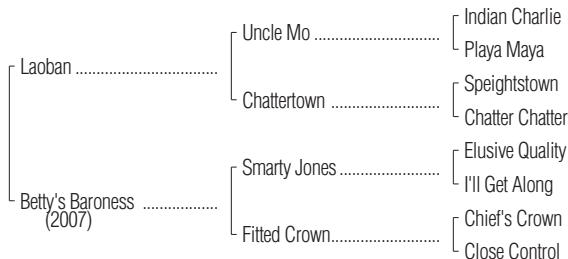 Indian Charlie
Uncle Mo ........................................
Playa Maya
Laoban ..............................................
Speightstown
Chattertown ...................................
Chatter Chatter
Elusive Quality
Smarty Jones ................................
I'll Get Along
Betty's Baroness .........................
(2007)
Chief's Crown
Fitted Crown...................................
Close Control